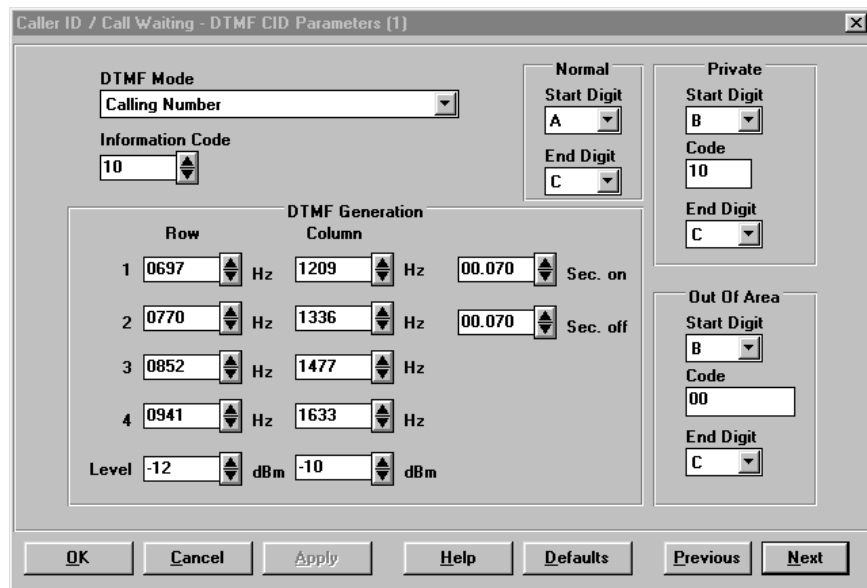 Caller ID / Call Waiting - DTMF CID Parameters (1)
DTMF Mode
Calling Number
Information Code
10
Normal
Start Digit
A
End Digit
C
Private
Start Digit
B
Code
10
End Digit
C
DTMF Generation
Row Column
1 0697 Hz 1209 Hz 00.070 Sec. on
2 0770 Hz 1336 Hz 00.070 Sec. off
3 0852 Hz 1477 Hz
4 0941 Hz 1633 Hz
Level -12 dBm -10 dBm
Out Of Area
Start Digit
B
Code
00
End Digit
C
OK Cancel Apply Help Defaults Previous Next